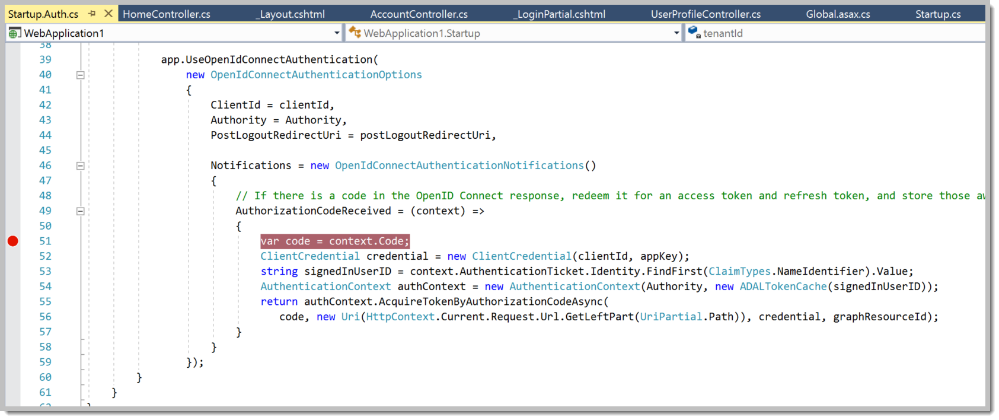 Startup.Auth.cs HomeController.cs _Layout.cshtml AccountController.cs _LoginPartial.cshtml UserProfileController.cs Global.asax.cs Startup.cs
WebApplication1 WebApplication1.Startup tenantId
38
39 app.UseOpenIdConnectAuthentication(
40 new OpenIdConnectAuthenticationOptions
41 {
42 ClientId = clientId,
43 Authority = Authority,
44 PostLogoutRedirectUri = postLogoutRedirectUri,
45
46 Notifications = new OpenIdConnectAuthenticationNotifications()
47 {
48 // If there is a code in the OpenID Connect response, redeem it for an access token and refresh token, and store those
49 AuthorizationCodeReceived = (context) =>
50 {
51 var code = context.Code;
52 ClientCredential credential = new ClientCredential(clientId, appKey);
53 string signedInUserID = context.AuthenticationTicket.Identity.FindFirst(ClaimTypes.NameIdentifier).Value;
54 AuthenticationContext authContext = new AuthenticationContext(Authority, new ADALTokenCache(signedInUserID));
55 return authContext.AcquireTokenByAuthorizationCodeAsync(
56 code, new Uri(HttpContext.Current.Request.Url.GetLeftPart(UriPartial.Path)), credential, graphResourceId);
57 }
58 }
59 });
60 }
61 }